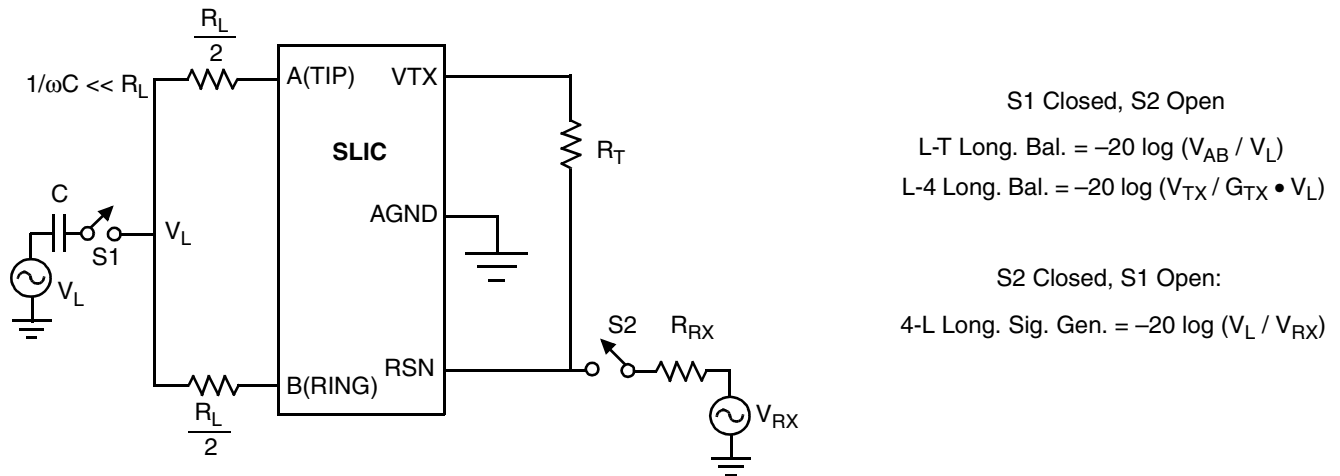 R_L
2
1/ωC << R_L
A(TIP)
VTX
SLIC
R_T
C
S1
V_L
V_L
AGND
S2
R_RX
RSN
B(RING)
R_L
2
V_RX
S1 Closed, S2 Open
L-T Long. Bal. = –20 log (V_AB / V_L)
L-4 Long. Bal. = –20 log (V_TX / G_TX • V_L)
S2 Closed, S1 Open:
4-L Long. Sig. Gen. = –20 log (V_L / V_RX)